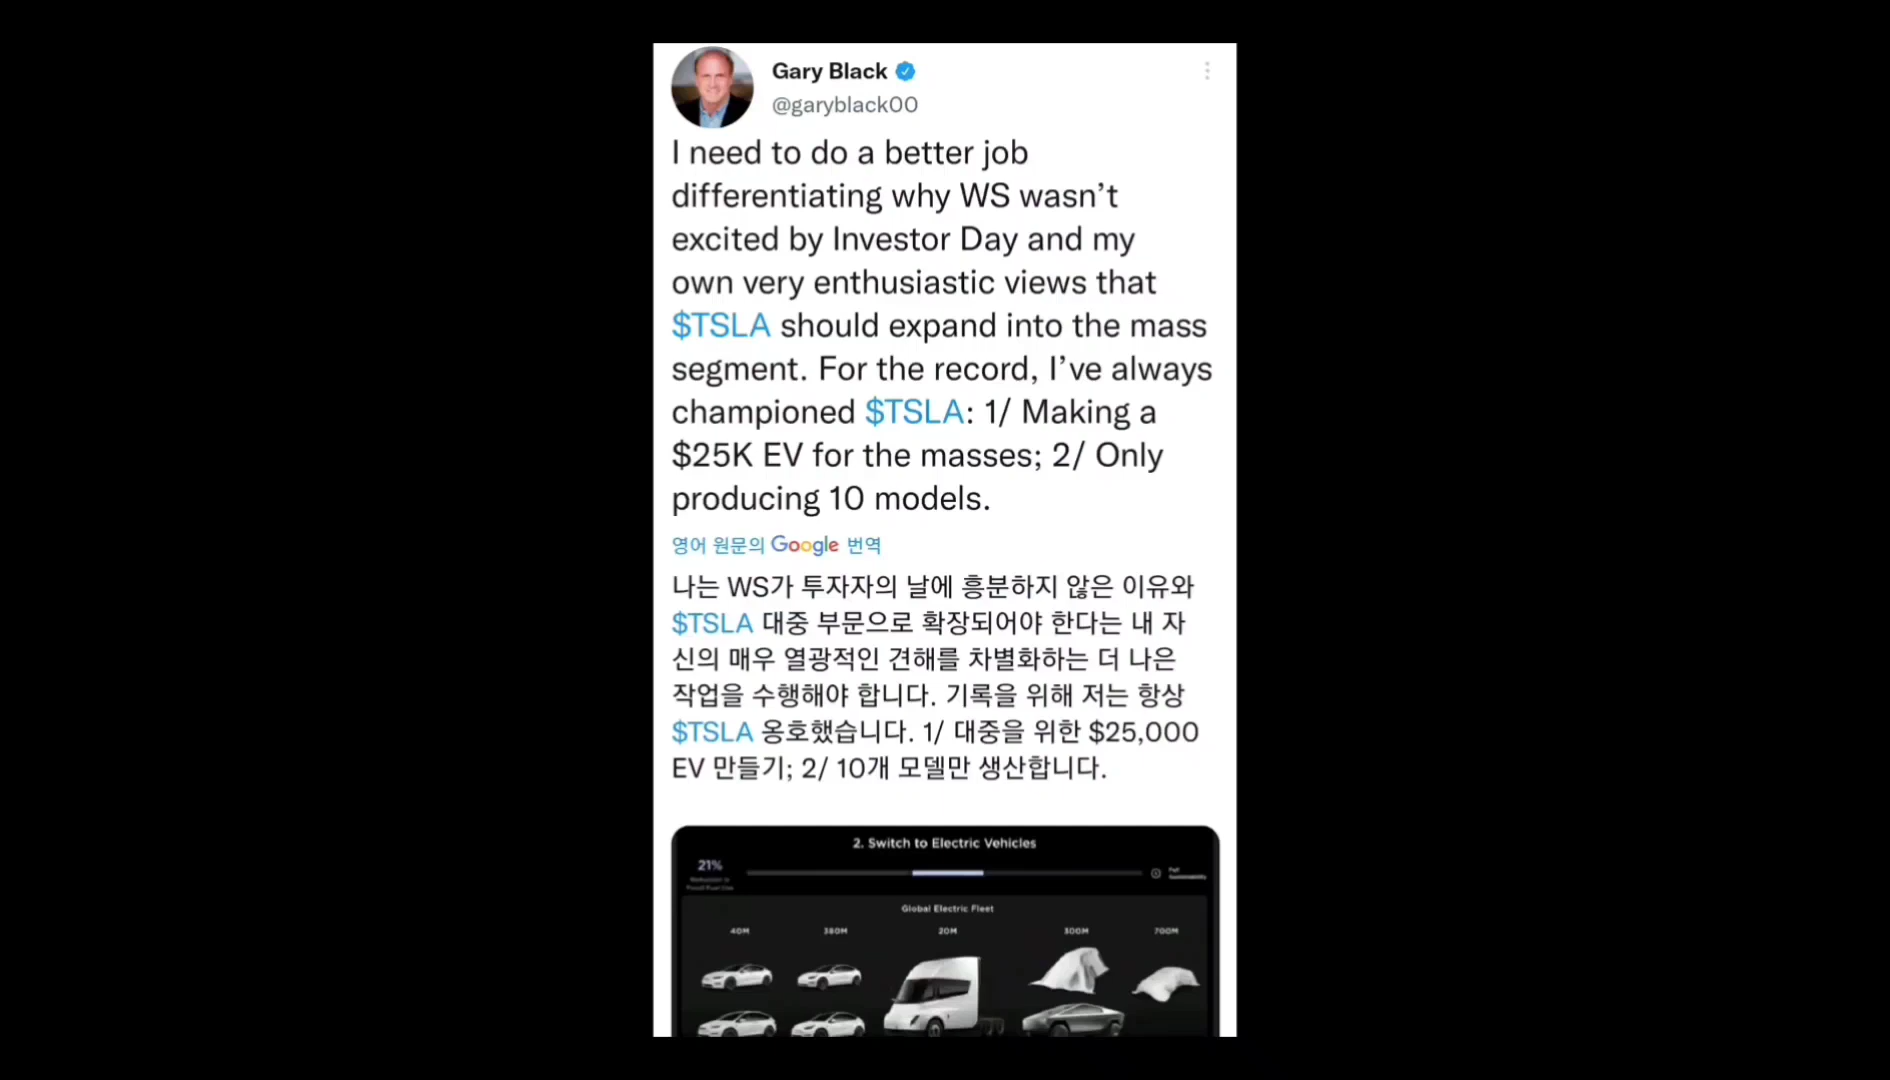 Gary Black
@garyblack00
I need to do a better job
differentiating why WS wasn't
excited by Investor Day and my
own very enthusiastic views that
$TSLA should expand into the mass
segment. For the record, I've always
championed $TSLA: 1/ Making a
$25K EV for the masses; 2/ Only
producing 10 models.
영어 원문의 Google 번역
나는 WS가 투자자의 날에 흥분하지 않은 이유와
$TSLA 대중 부문으로 확장되어야 한다는 내 자
신의 매우 열광적인 견해를 차별화하는 더 나은
작업을 수행해야 합니다. 기록을 위해 저는 항상
$TSLA 옹호했습니다. 1/ 대중을 위한 $25,000
EV 만들기; 2/ 10개 모델만 생산합니다.
2. Switch to Electric Vehicles
21%
Global Electric Fleet
40M 380M 20M 300M 700M